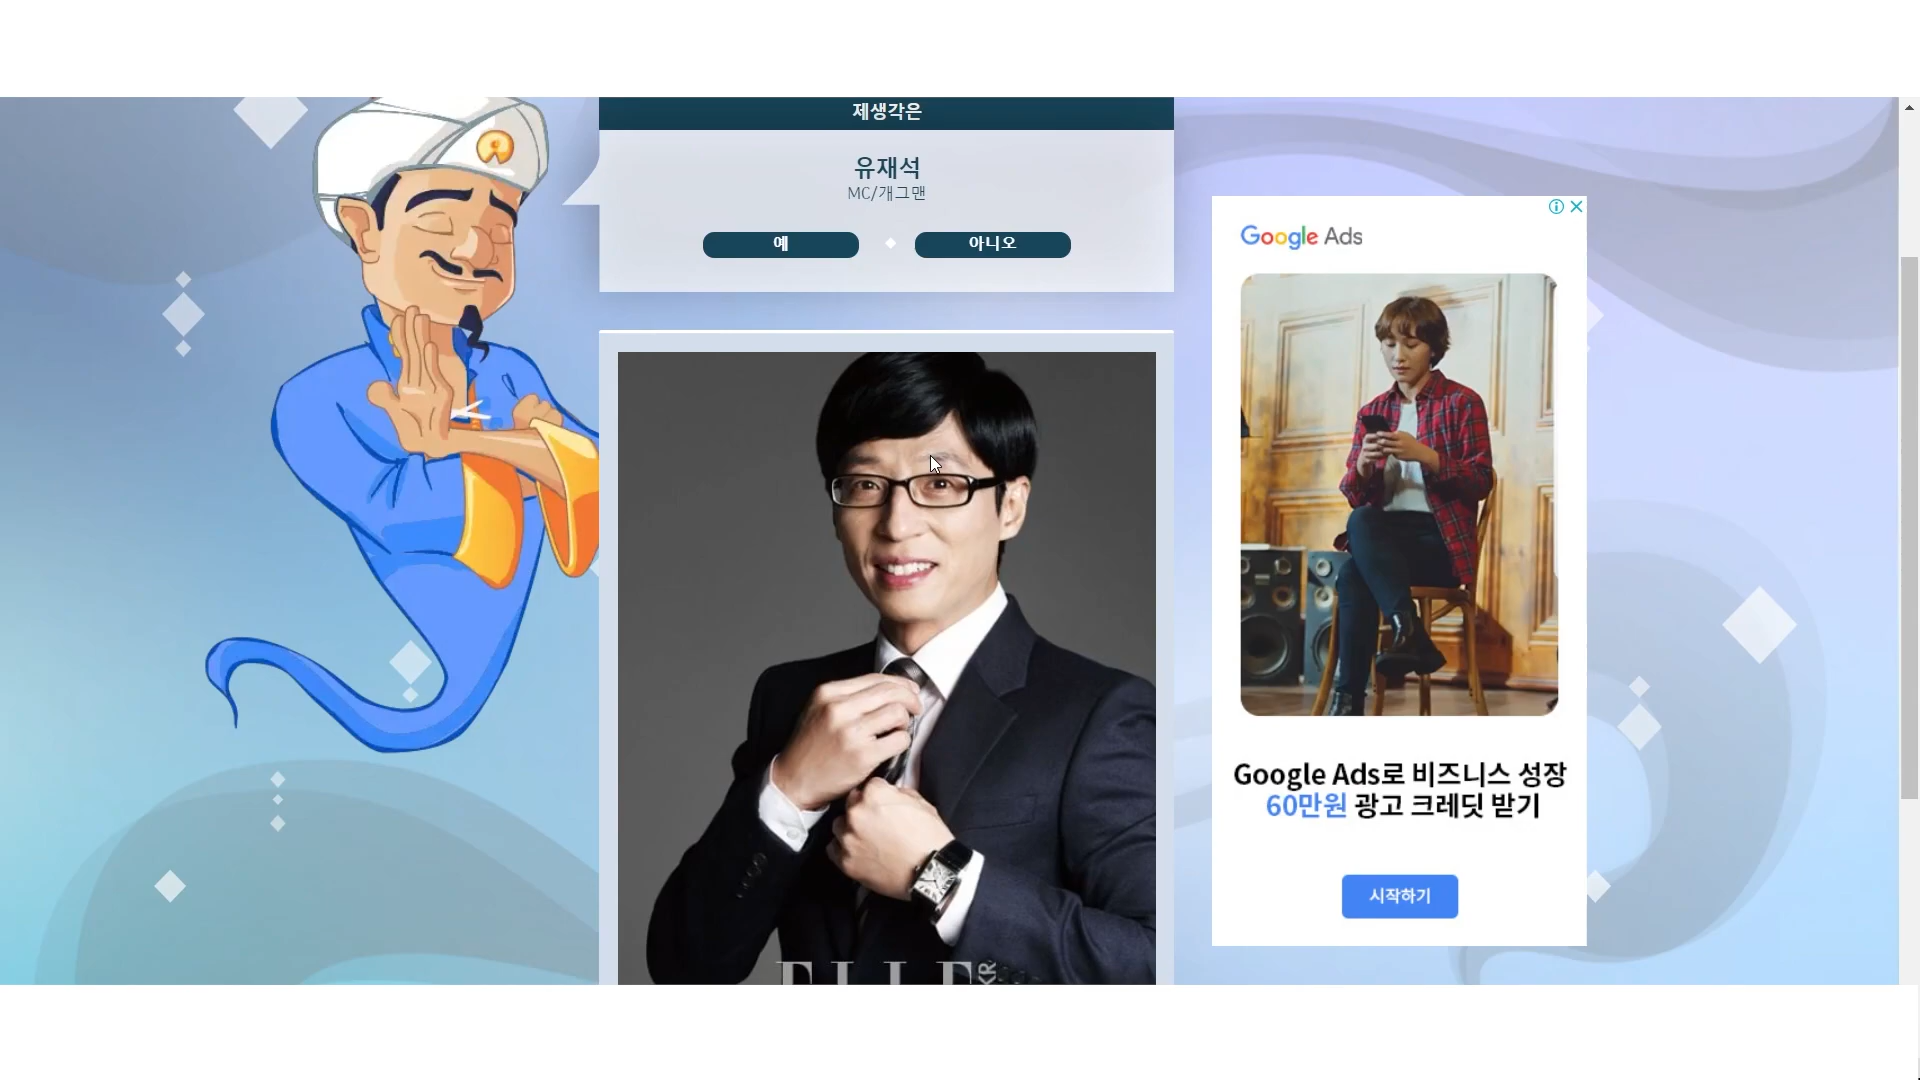 제생각은
유재석
MC/개그맨
예
아니오
Google Ads
Google Ads로 비즈니스 성장
60만원 광고 크레딧 받기
시작하기
ELLE KR